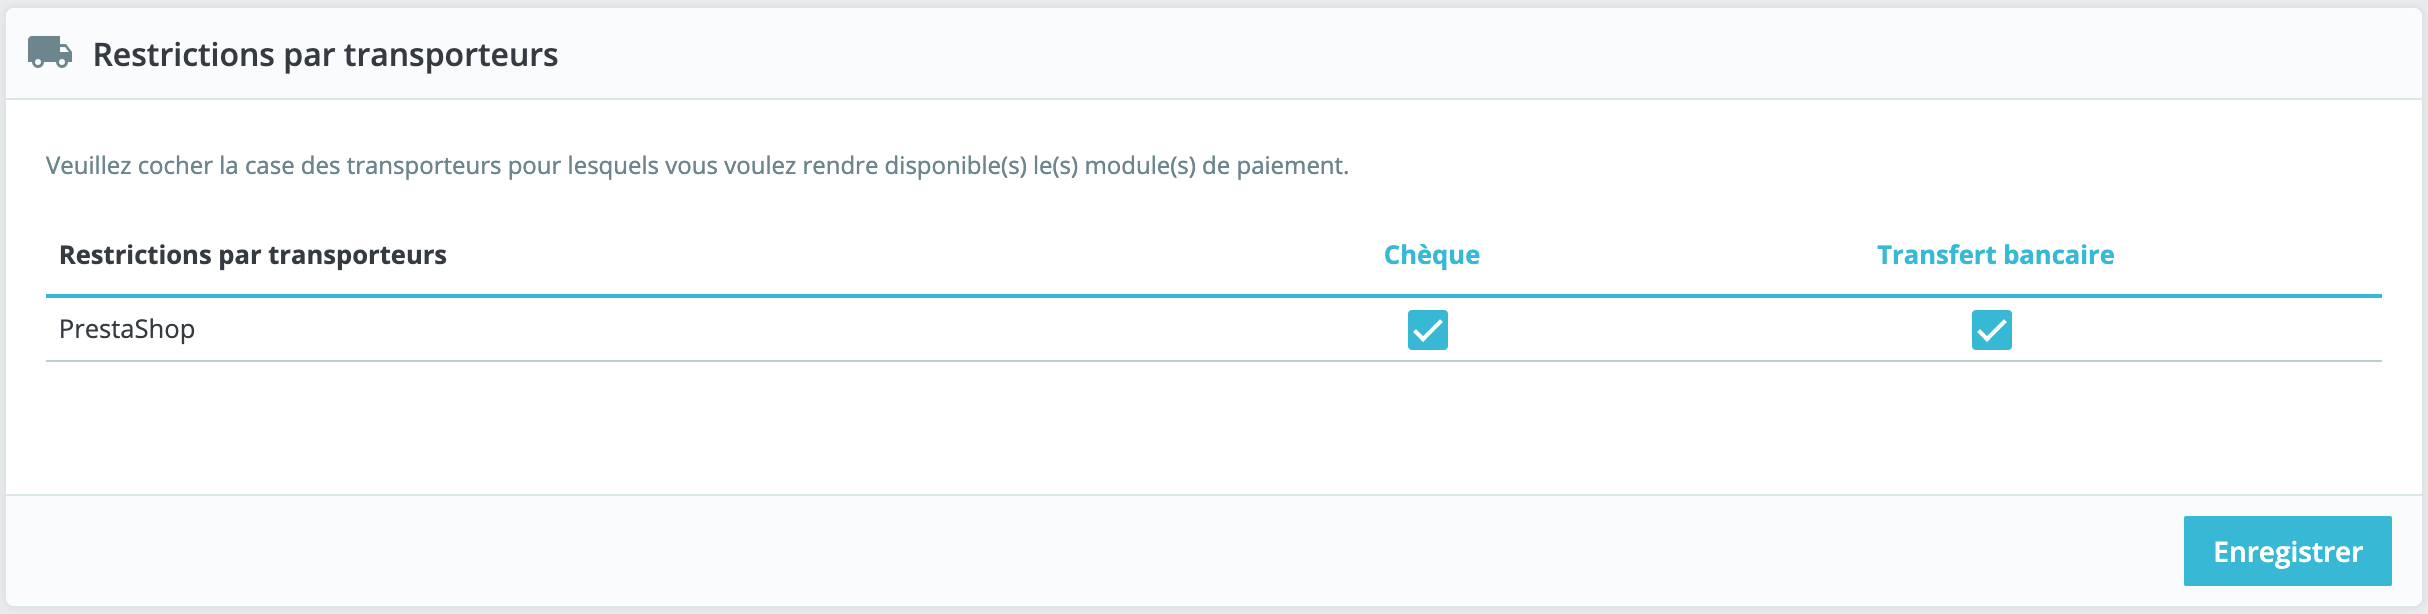 Restrictions par transporteurs
Veuillez cocher la case des transporteurs pour lesquels vous voulez rendre disponible(s) le(s) module(s) de paiement.
Restrictions par transporteurs Chèque Transfert bancaire
PrestaShop
Enregistrer